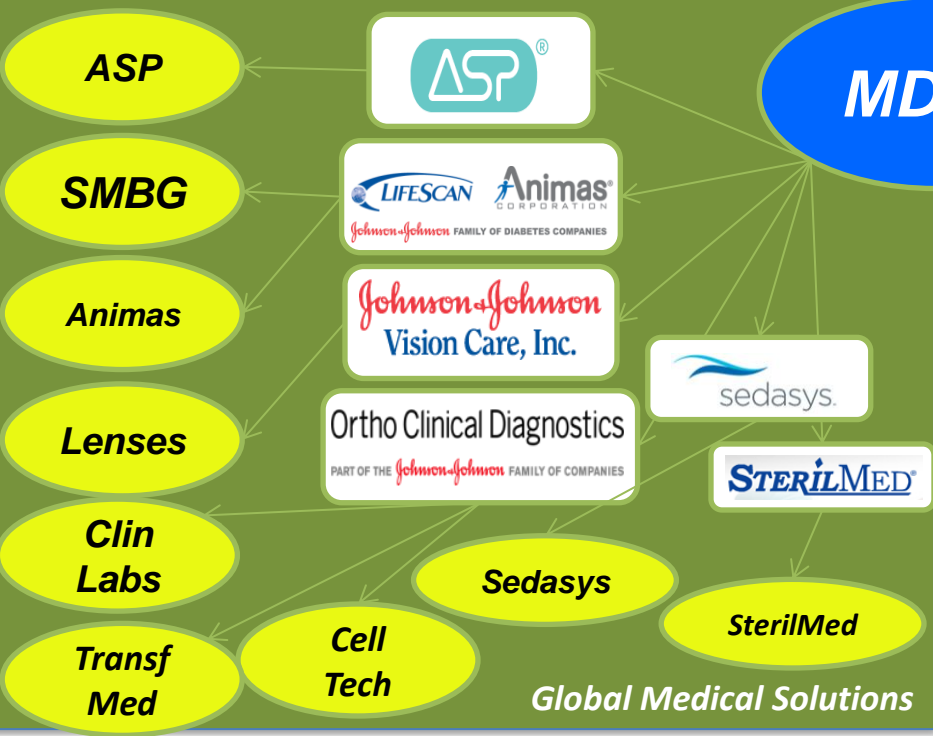 ASP
ASP®
MD
SMBG
LIFESCAN
Animas®
CORPORATION
Johnson & Johnson FAMILY OF DIABETES COMPANIES
Animas
Johnson & Johnson
Vision Care, Inc.
sedasys.
Lenses
Ortho Clinical Diagnostics
PART OF THE Johnson & Johnson FAMILY OF COMPANIES
STERILMED®
Clin
Labs
Sedasys
SterilMed
Cell
Tech
Transf
Med
Global Medical Solutions